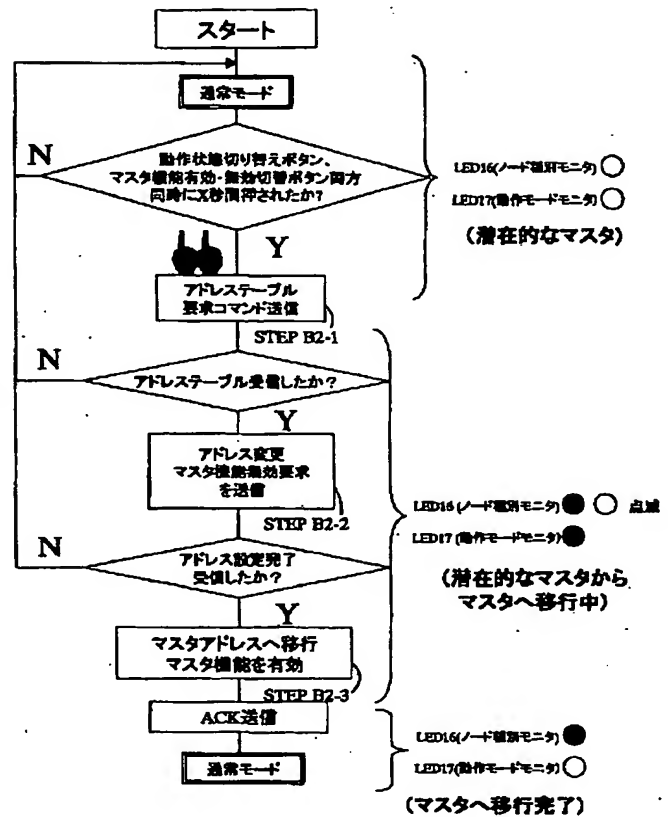 スタート
通常モード
N
動作状態切り替えボタン、
マスタ機能有効・無効切替ボタン両方
同時にX秒間押されたか?
Y
LED16(ノード種別モニタ)
LED17(動作モードモニタ)
(潜在的なマスタ)
アドレステーブル
要求コマンド送信
STEP B2-1
N
アドレステーブル受信したか?
Y
アドレス変更
マスタ機能無効要求
を送信
STEP B2-2
LED16(ノード種別モニタ) 点滅
LED17(動作モードモニタ)
(潜在的なマスタから
マスタへ移行中)
N
アドレス設定完了
受信したか?
Y
マスタアドレスへ移行
マスタ機能を有効
STEP B2-3
ACK送信
通常モード
LED16(ノード種別モニタ)
LED17(動作モードモニタ)
(マスタへ移行完了)